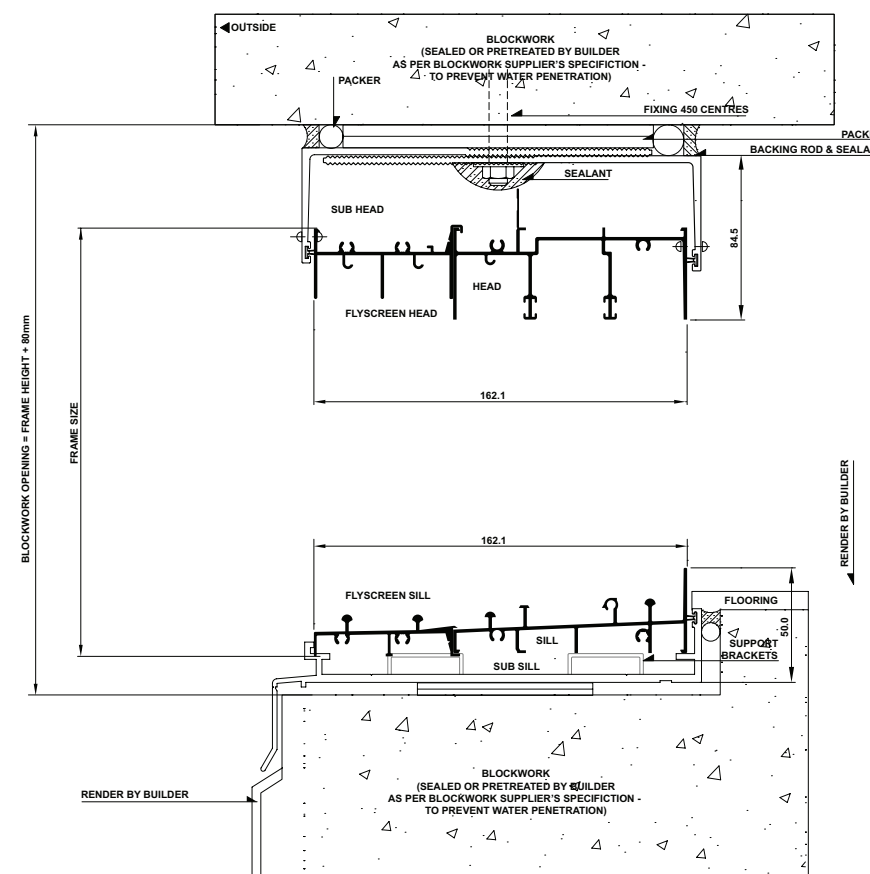 OUTSIDE
BLOCKWORK
(SEALED OR PRETREATED BY BUILDER
AS PER BLOCKWORK SUPPLIER'S SPECIFICTION -
TO PREVENT WATER PENETRATION)
PACKER
FIXING 450 CENTRES
PACK
BACKING ROD & SEALA
SEALANT
SUB HEAD
84.5
HEAD
FLYSCREEN HEAD
BLOCKWORK OPENING = FRAME HEIGHT + 80mm
FRAME SIZE
162.1
RENDER BY BUILDER
162.1
FLYSCREEN SILL
FLOORING
50.0
SILL
SUPPORT
BRACKETS
SUB SILL
RENDER BY BUILDER
BLOCKWORK
(SEALED OR PRETREATED BY BUILDER
AS PER BLOCKWORK SUPPLIER'S SPECIFICTION -
TO PREVENT WATER PENETRATION)